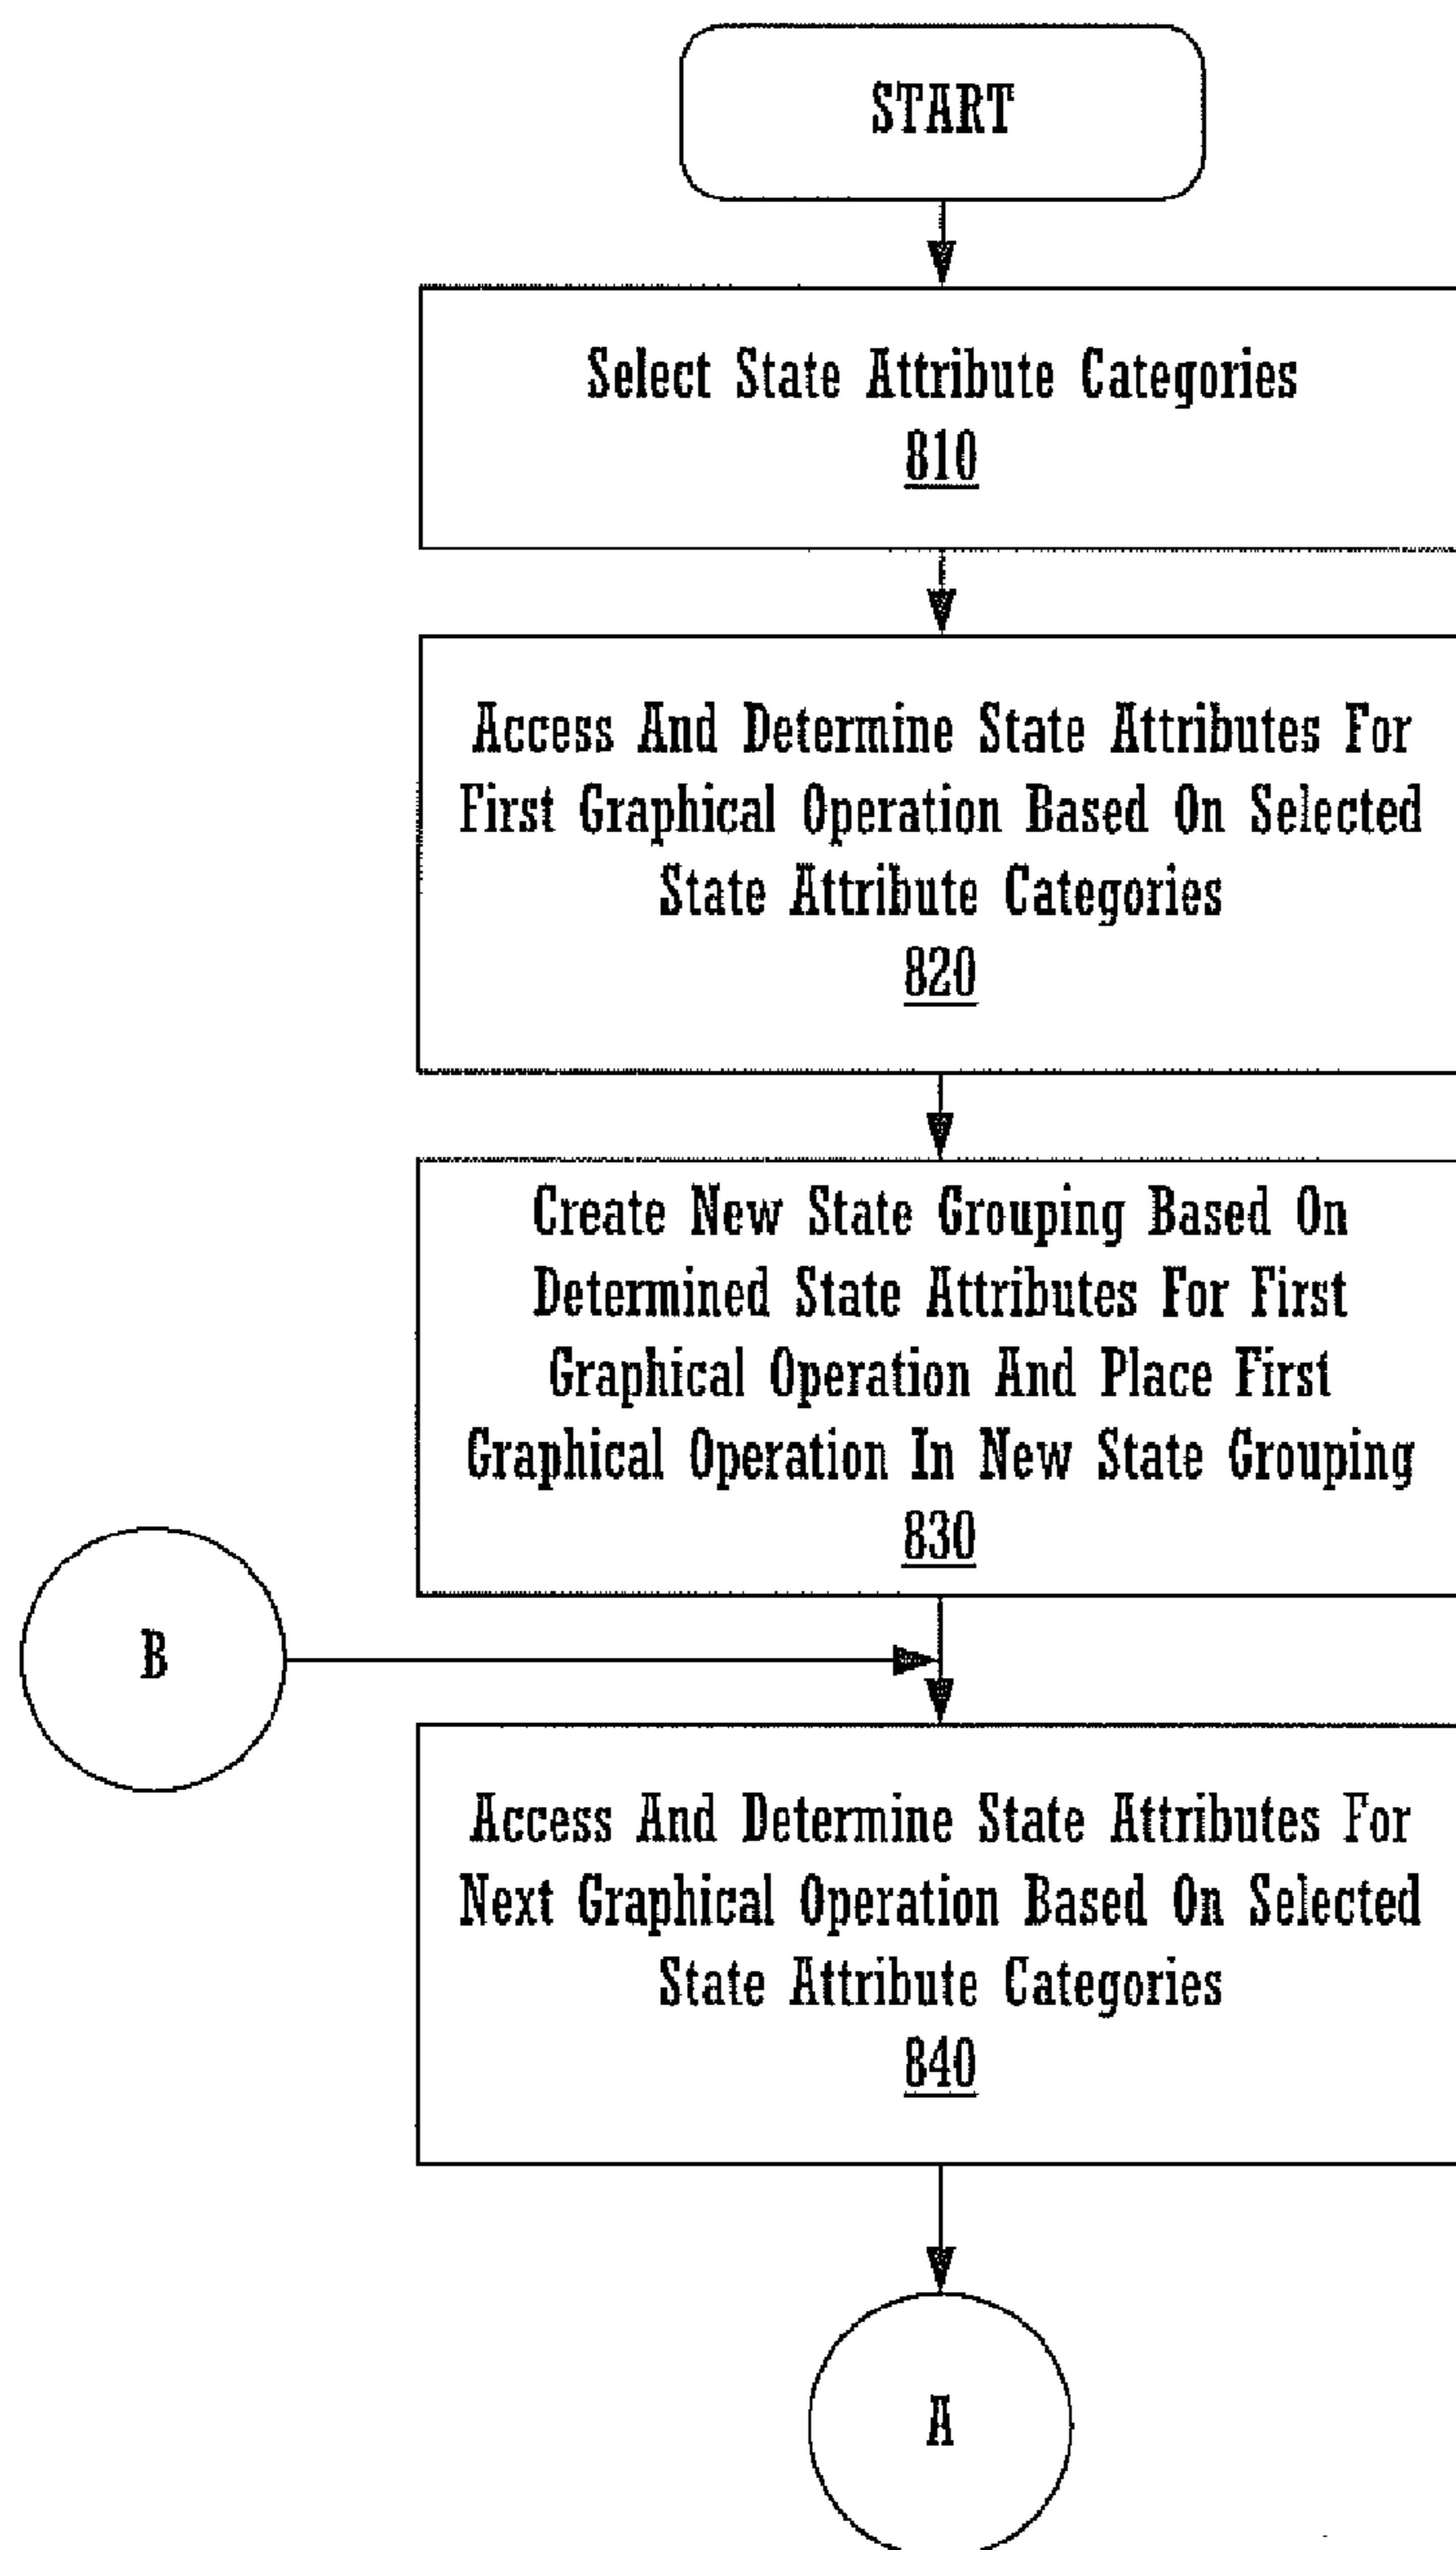 START
Select State Attribute Categories
810
Access And Determine State Attributes For
First Graphical Operation Based On Selected
State Attribute Categories
820
Create New State Grouping Based On
Determined State Attributes For First
Graphical Operation And Place First
Graphical Operation In New State Grouping
830
B
Access And Determine State Attributes For
Next Graphical Operation Based On Selected
State Attribute Categories
840
A